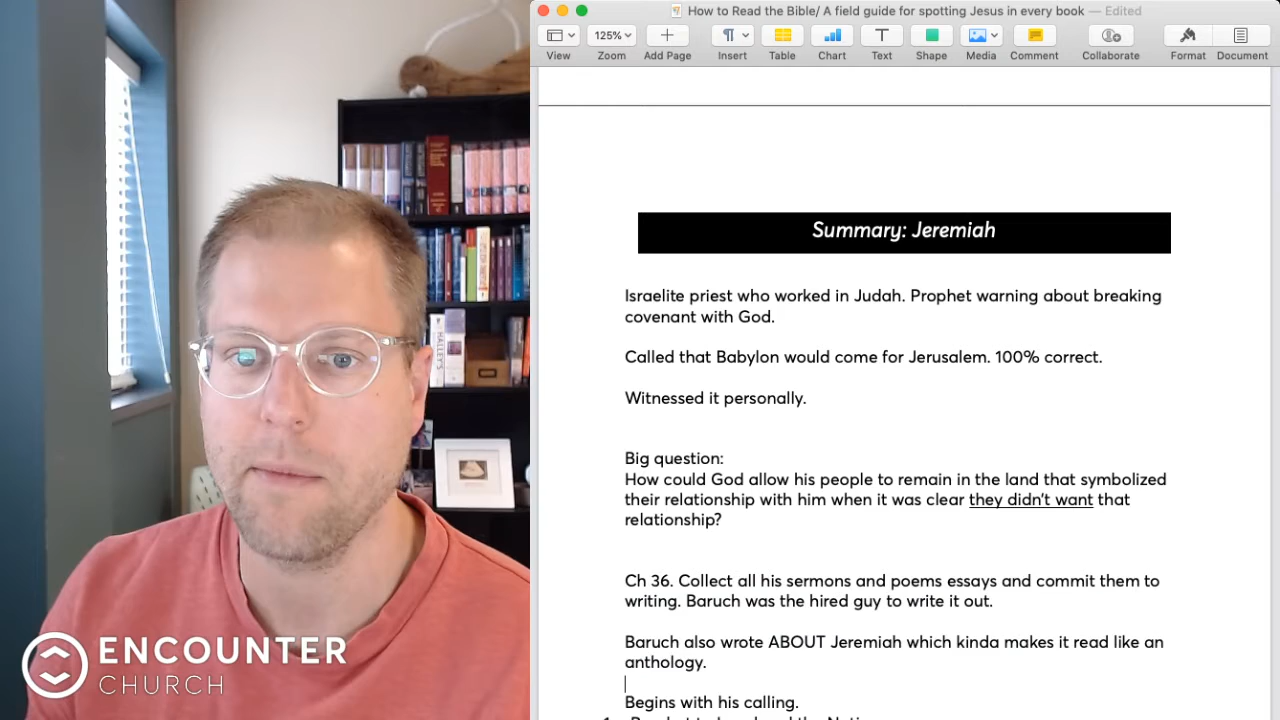 How to Read the Bible/ A field guide for spotting Jesus in every book — Edited
125%
View Zoom Add Page Insert Table Chart Text Shape Media Comment Collaborate Format Document
Summary: Jeremiah
Israelite priest who worked in Judah. Prophet warning about breaking
covenant with God.
Called that Babylon would come for Jerusalem. 100% correct.
Witnessed it personally.
Big question:
How could God allow his people to remain in the land that symbolized
their relationship with him when it was clear they didn't want that
relationship?
Ch 36. Collect all his sermons and poems essays and commit them to
writing. Baruch was the hired guy to write it out.
Baruch also wrote ABOUT Jeremiah which kinda makes it read like an
anthology.
Begins with his calling.
HALLEY'S
ENCOUNTER
CHURCH